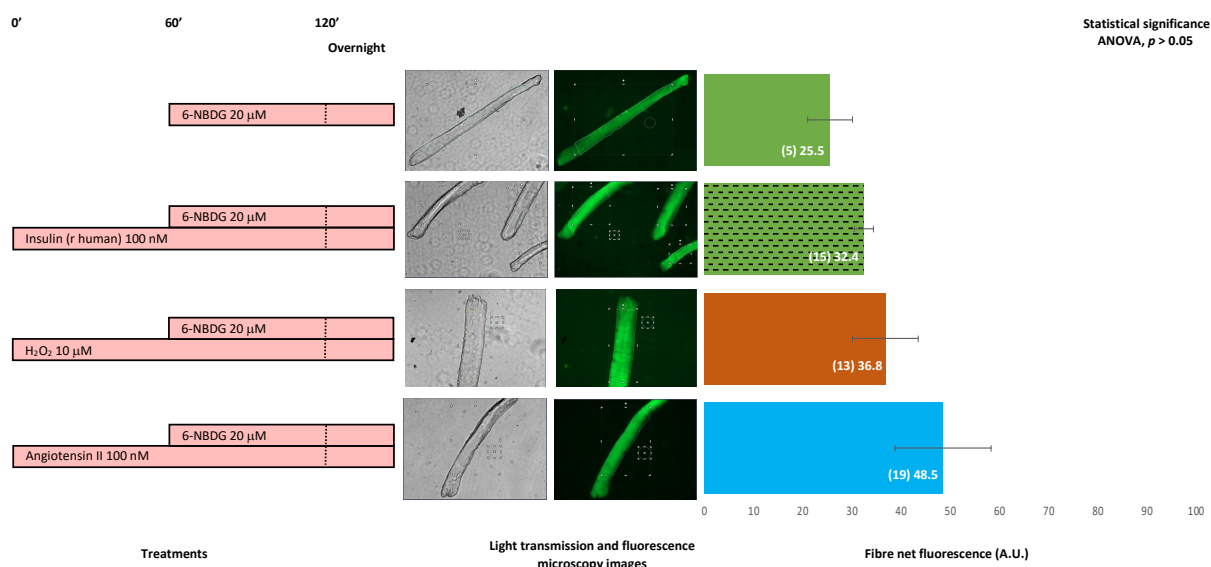 0’
60’
120’
Overnight
Statistical significance
ANOVA, p > 0.05
6-NBDG 20 μM
(5) 25.5
6-NBDG 20 μM
Insulin (r human) 100 nM
(15) 32.4
6-NBDG 20 μM
H₂O₂ 10 μM
(13) 36.8
6-NBDG 20 μM
Angiotensin II 100 nM
(19) 48.5
0 10 20 30 40 50 60 70 80 90 100
Treatments
Light transmission and fluorescence
microscopy images
Fibre net fluorescence (A.U.)